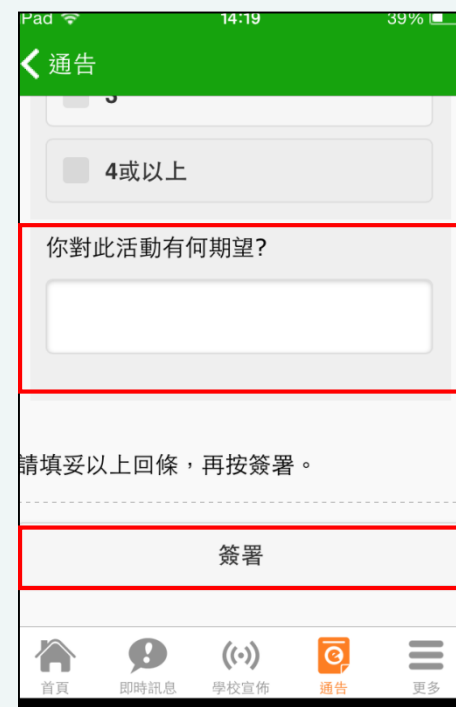 Pad 14:19 39%
通告
3
4或以上
你對此活動有何期望?
請填妥以上回條，再按簽署。
簽署
首頁 即時訊息 學校宣佈 通告 更多